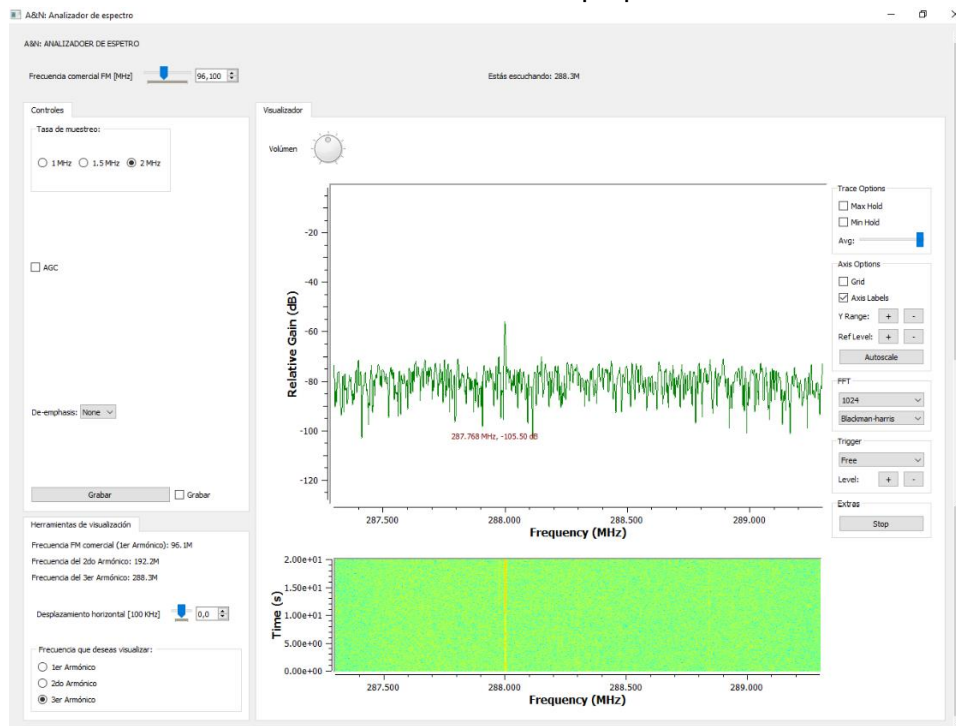 A&N: Analizador de espectro
A&N: ANALIZADOER DE ESPETRO
Frecuencia comercial FM [MHz] 96,100
Estás escuchando: 288.3M
Controles
Tasa de muestreo:
1 MHz 1.5 MHz 2 MHz
AGC
De-emphasis: None
Grabar Grabar
Herramientas de visualización
Frecuencia FM comercial (1er Armónico): 96.1M
Frecuencia del 2do Armónico: 192.2M
Frecuencia del 3er Armónico: 288.3M
Desplazamiento horizontal [100 KHz] 0,0
Frecuencia que deseas visualizar:
1er Armónico
2do Armónico
3er Armónico
Visualizador
Volúmen
Relative Gain (dB)
-20
-40
-60
-80
-100
-120
287.768 MHz, -105.50 dB
287.500 288.000 288.500 289.000
Frequency (MHz)
Time (s)
2.00e+01
1.50e+01
1.00e+01
5.00e+00
0.00e+00
287.500 288.000 288.500 289.000
Frequency (MHz)
Trace Options
Max Hold
Min Hold
Avg:
Axis Options
Grid
Axis Labels
Y Range: + -
Ref Level: + -
Autoscale
FFT
1024
Blackman-harris
Trigger
Free
Level: + -
Extras
Stop